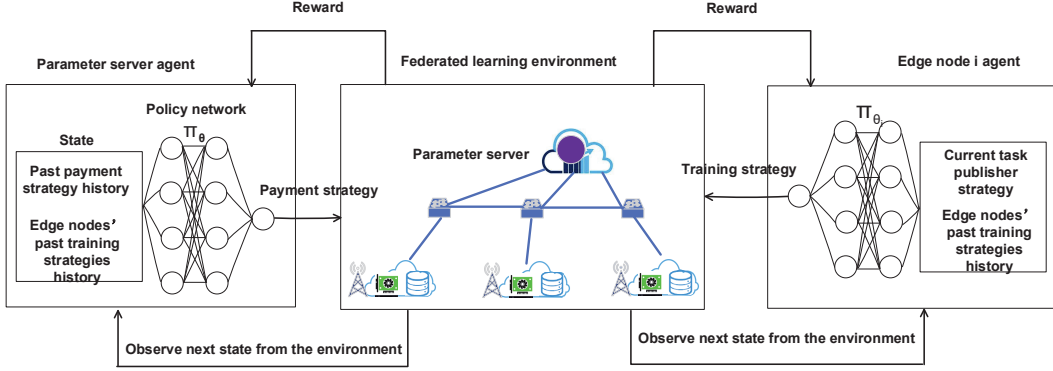 Reward
Reward
Parameter server agent
Federated learning environment
Edge node i agent
Policy network
πθ
State
Past payment
strategy history
Edge nodes’
past training
strategies
history
Payment strategy
Parameter server
Training strategy
πθi
Current task
publisher
strategy
Edge nodes’
past training
strategies
history
Observe next state from the environment
Observe next state from the environment